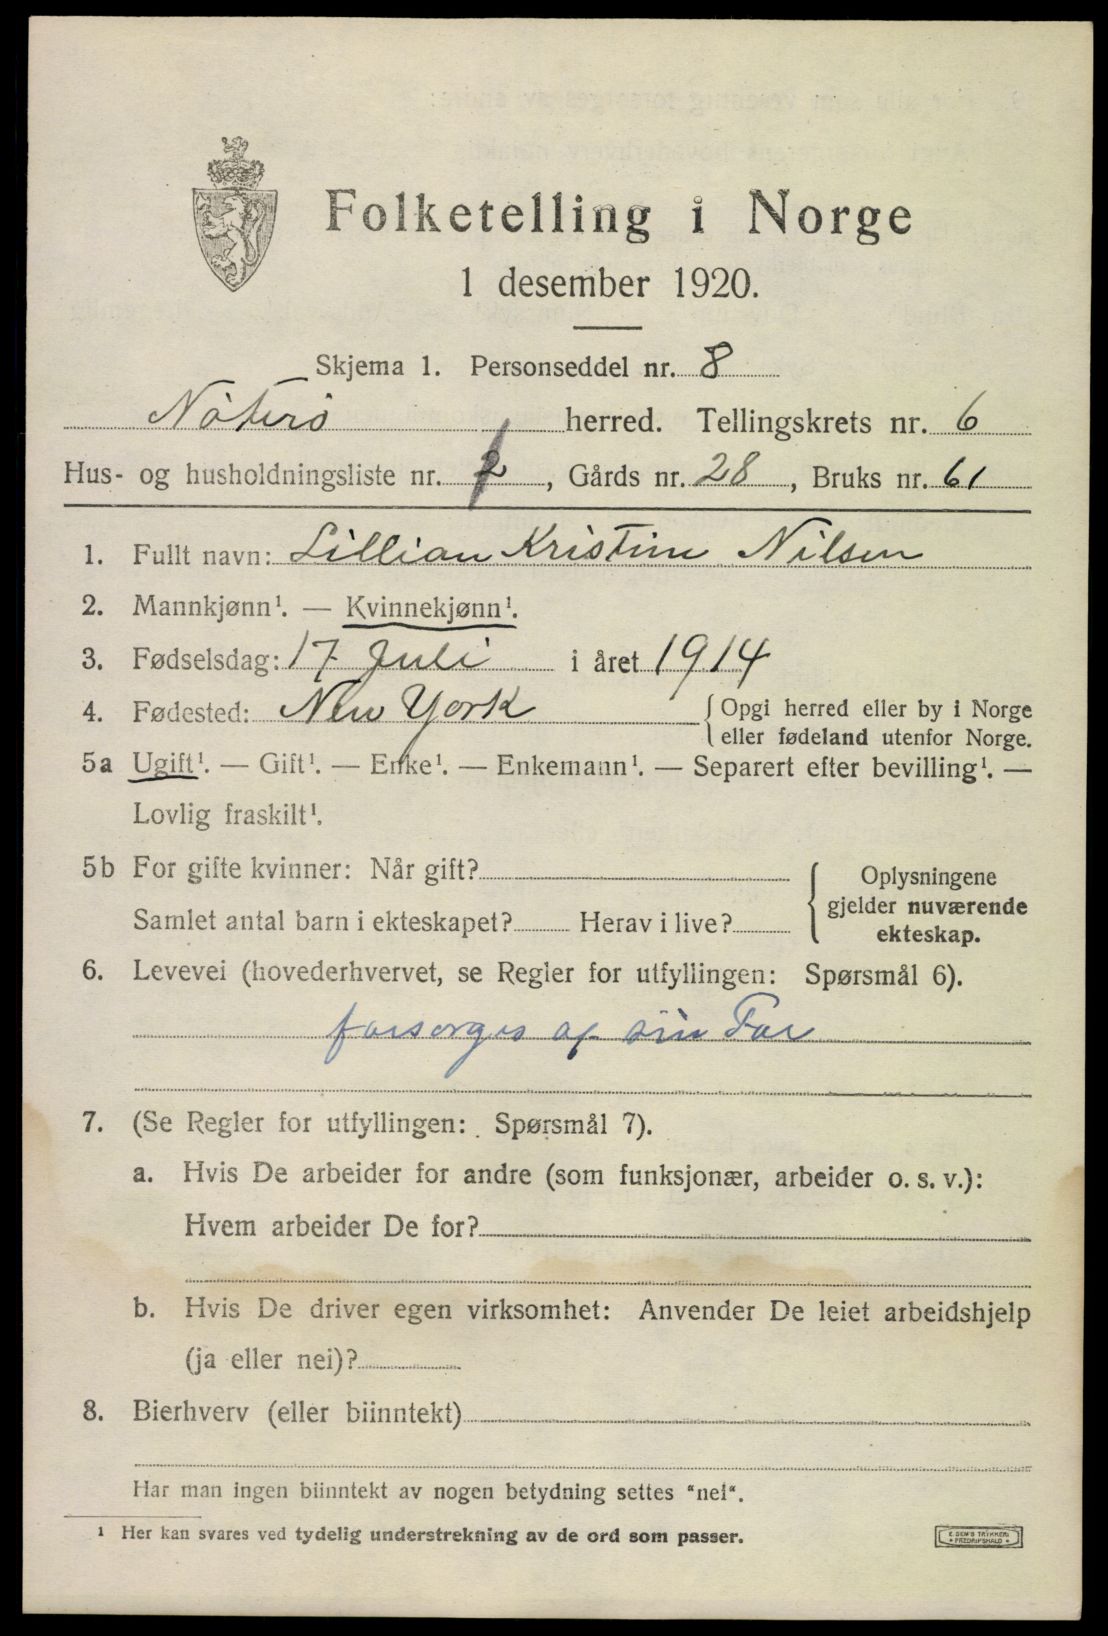 Folketelling i Norge
1 desember 1920.
Skjema 1. Personseddel nr. 8
Nøterø herred. Tellingskrets nr. 6
Hus- og husholdningsliste nr. 2, Gårds nr. 28, Bruks nr. 61
1. Fullt navn: Lillian Kristine Nilsen
2. Mannkjønn¹. — Kvinnekjønn¹.
3. Fødselsdag: 17 Juli i året 1914
4. Fødested: New York { Opgi herred eller by i Norge
eller fødeland utenfor Norge.
5a Ugift¹. — Gift¹. — Enke¹. — Enkemann¹. — Separert efter bevilling¹. —
Lovlig fraskilt¹.
5b For gifte kvinner: Når gift?
Samlet antal barn i ekteskapet? Herav i live?
{ Oplysningene
gjelder nuværende
ekteskap.
6. Levevei (hovederhvervet, se Regler for utfyllingen: Spørsmål 6).
forsørges af sin Far
7. (Se Regler for utfyllingen: Spørsmål 7).
a. Hvis De arbeider for andre (som funksjonær, arbeider o. s. v.):
Hvem arbeider De for?
b. Hvis De driver egen virksomhet: Anvender De leiet arbeidshjelp
(ja eller nei)?
8. Bierhverv (eller biinntekt)
Har man ingen biinntekt av nogen betydning settes "nei".
¹ Her kan svares ved tydelig understrekning av de ord som passer.
E. SEM'S TRYKKERI
FREDRIKSHALD